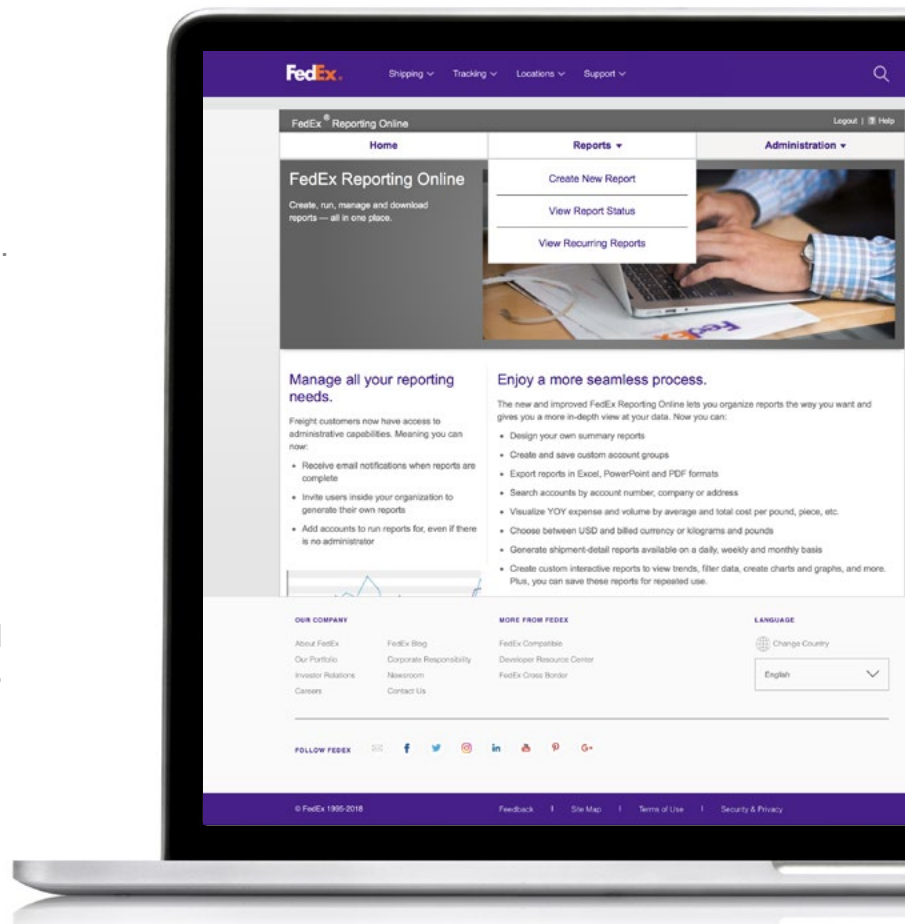 FedEx®
Shipping
Tracking
Locations
Support
FedEx® Reporting Online
Logout | ? Help
Home
Reports
Administration
FedEx Reporting Online
Create, run, manage and download
reports — all in one place.
Create New Report
View Report Status
View Recurring Reports
FedEx
Manage all your reporting
needs.
Freight customers now have access to
administrative capabilities. Meaning you can
now:
• Receive email notifications when reports are
complete
• Invite users inside your organization to
generate their own reports
• Add accounts to run reports for, even if there
is no administrator
Enjoy a more seamless process.
The new and improved FedEx Reporting Online lets you organize reports the way you want and
gives you a more in-depth view at your data. Now you can:
• Design your own summary reports
• Create and save custom account groups
• Export reports in Excel, PowerPoint and PDF formats
• Search accounts by account number, company or address
• Visualize YOY expense and volume by average and total cost per pound, piece, etc.
• Choose between USD and billed currency or kilograms and pounds
• Generate shipment-detail reports available on a daily, weekly and monthly basis
• Create custom interactive reports to view trends, filter data, create charts and graphs, and more.
Plus, you can save these reports for repeated use.
OUR COMPANY
About FedEx
Our Portfolio
Investor Relations
Careers
FedEx Blog
Corporate Responsibility
Newsroom
Contact Us
MORE FROM FEDEX
FedEx Compatible
Developer Resource Center
FedEx Cross Border
LANGUAGE
Change Country
English
FOLLOW FEDEX
© FedEx 1995-2018
Feedback | Site Map | Terms of Use | Security & Privacy